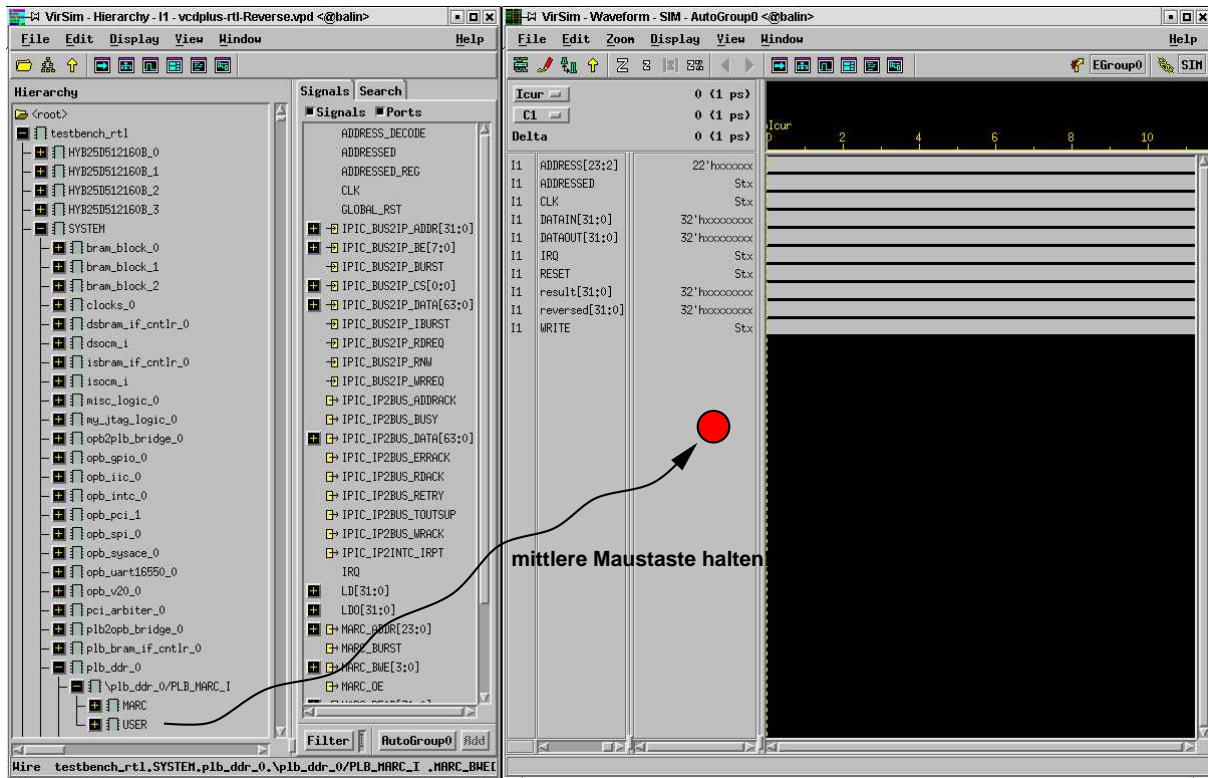 VirSim - Hierarchy - I1 - vcdplus-rtl-Reverse.vpd <@balin>
File Edit Display View Window Help
Hierarchy
<root>
testbench_rtl
HYB25D512160B_0
HYB25D512160B_1
HYB25D512160B_2
HYB25D512160B_3
SYSTEM
bram_block_0
bram_block_1
bram_block_2
clocks_0
dsbram_if_cntlr_0
dsocm_i
isbram_if_cntlr_0
isocm_i
misc_logic_0
my_jtag_logic_0
opb2plb_bridge_0
opb_gpio_0
opb_iic_0
opb_intc_0
opb_pci_1
opb_spi_0
opb_sysace_0
opb_uart16550_0
opb_v20_0
pci_arbiter_0
plb2opb_bridge_0
plb_bram_if_cntlr_0
plb_ddr_0
\plb_ddr_0/PLB_MARC_I
MARC
USER
Signals Search
Signals Ports
ADDRESS_DECODE
ADDRESSED
ADDRESSED_REG
CLK
GLOBAL_RST
IPIC_BUS2IP_ADDR[31:0]
IPIC_BUS2IP_BE[7:0]
IPIC_BUS2IP_BURST
IPIC_BUS2IP_CS[0:0]
IPIC_BUS2IP_DATA[63:0]
IPIC_BUS2IP_IBURST
IPIC_BUS2IP_RDREQ
IPIC_BUS2IP_RNW
IPIC_BUS2IP_WRREQ
IPIC_IP2BUS_ADDRACK
IPIC_IP2BUS_BUSY
IPIC_IP2BUS_DATA[63:0]
IPIC_IP2BUS_ERRACK
IPIC_IP2BUS_RDACK
IPIC_IP2BUS_RETRY
IPIC_IP2BUS_TOUTSUP
IPIC_IP2BUS_WRACK
IPIC_IP2INTC_IRPT
IRQ
LD[31:0]
LDO[31:0]
MARC_ADDR[23:0]
MARC_BURST
MARC_BWE[3:0]
MARC_OE
Filter AutoGroup0 Add
Wire testbench_rtl.SYSTEM.plb_ddr_0.\plb_ddr_0/PLB_MARC_I .MARC_BWE[
VirSim - Waveform - SIM - AutoGroup0 <@balin>
File Edit Zoom Display View Window Help
EGroup0 SIM
Icur 0 (1 ps)
C1 0 (1 ps)
Delta 0 (1 ps)
Icur
0 2 4 6 8 10
I1 ADDRESS[23:2] 22'hxxxxxx
I1 ADDRESSED Stx
I1 CLK Stx
I1 DATAIN[31:0] 32'hxxxxxxxx
I1 DATAOUT[31:0] 32'hxxxxxxxx
I1 IRQ Stx
I1 RESET Stx
I1 result[31:0] 32'hxxxxxxxx
I1 reversed[31:0] 32'hxxxxxxxx
I1 WRITE Stx
mittlere Maustaste halten!